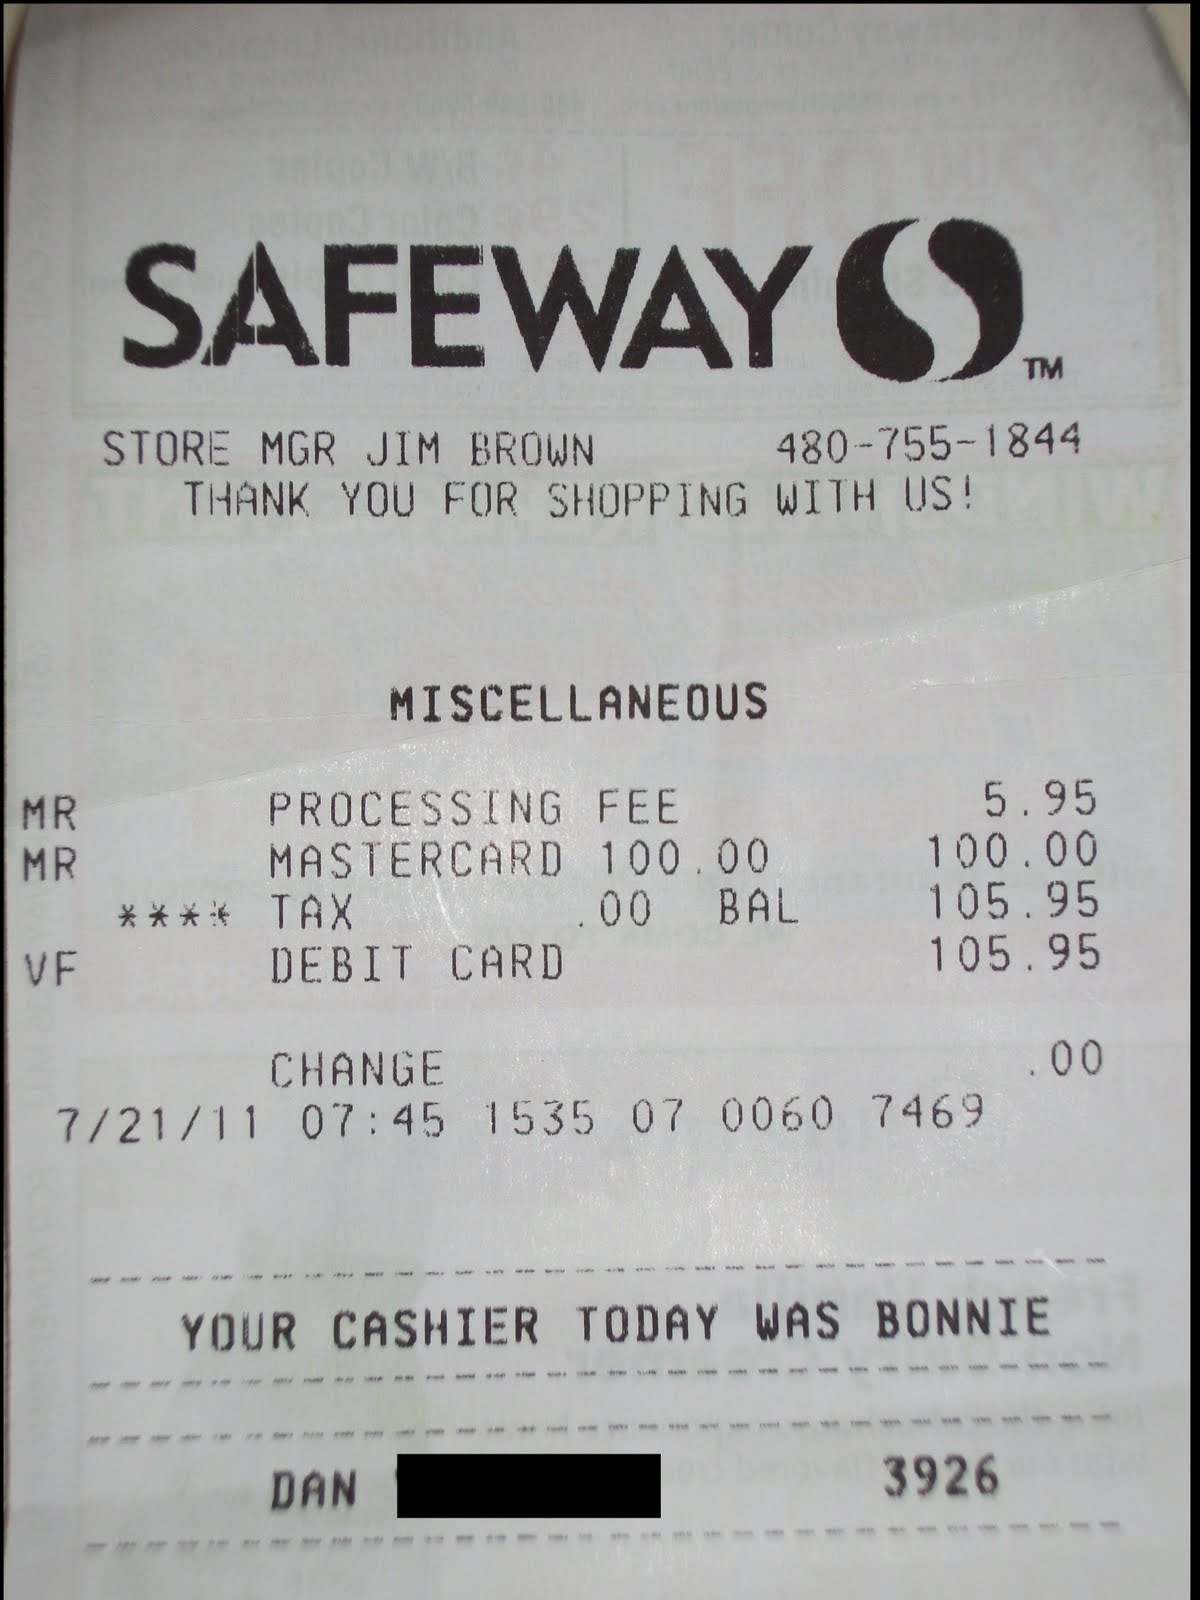 SAFEWAY TM
STORE MGR JIM BROWN 480-755-1844
THANK YOU FOR SHOPPING WITH US!
MISCELLANEOUS
MR PROCESSING FEE 5.95
MR MASTERCARD 100.00 100.00
**** TAX .00 BAL 105.95
VF DEBIT CARD 105.95
CHANGE .00
7/21/11 07:45 1535 07 0060 7469
YOUR CASHIER TODAY WAS BONNIE
DAN 3926